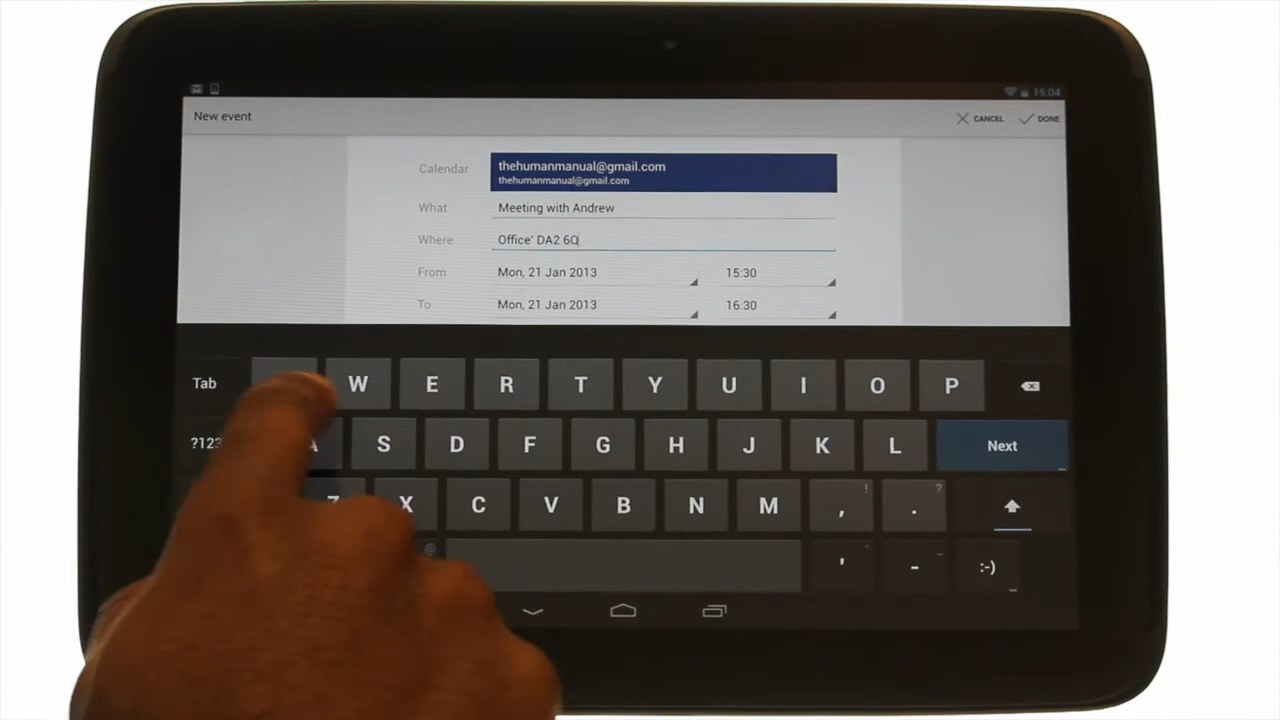 15:04
New event
CANCEL
DONE
Calendar
thehumanmanual@gmail.com
thehumanmanual@gmail.com
What
Meeting with Andrew
Where
Office' DA2 6Q
From
Mon, 21 Jan 2013
15:30
To
Mon, 21 Jan 2013
16:30
Tab W E R T Y U I O P
?123 A S D F G H J K L Next
Z X C V B N M , ! . ?
@ ' - :-)